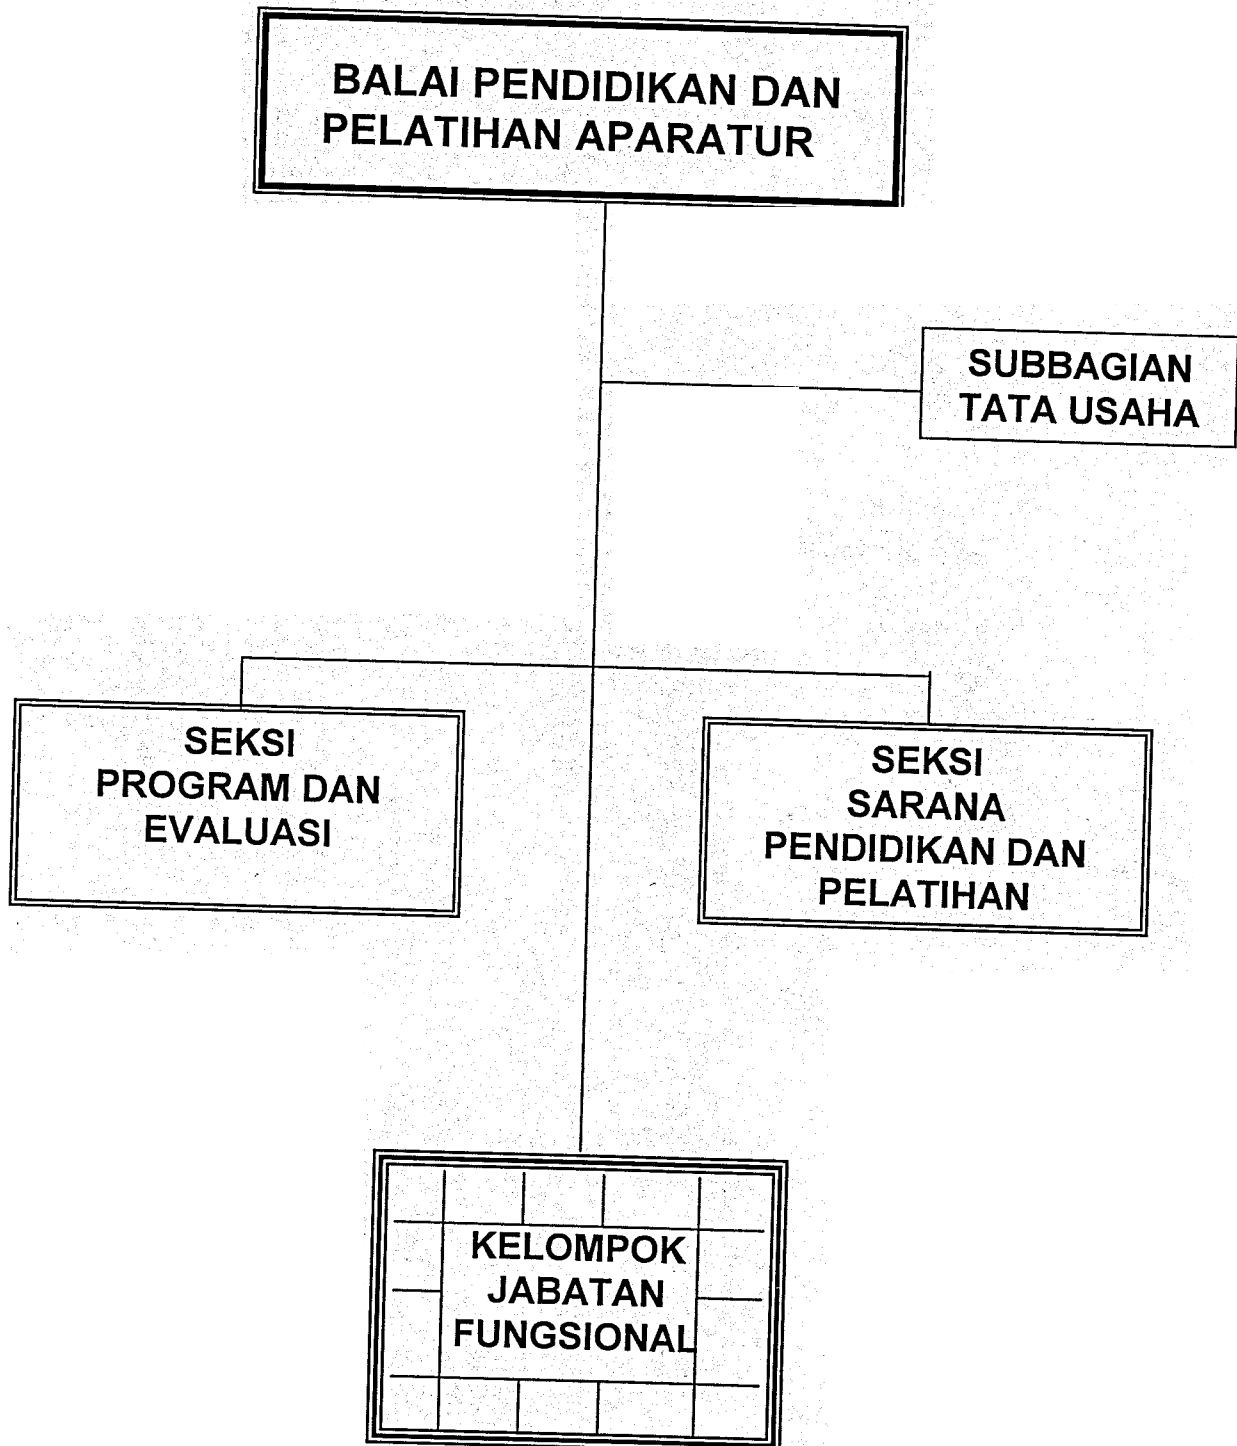 BALAI PENDIDIKAN DAN
PELATIHAN APARATUR
SUBBAGIAN
TATA USAHA
SEKSI
PROGRAM DAN
EVALUASI
SEKSI
SARANA
PENDIDIKAN DAN
PELATIHAN
KELOMPOK
JABATAN
FUNGSIONAL